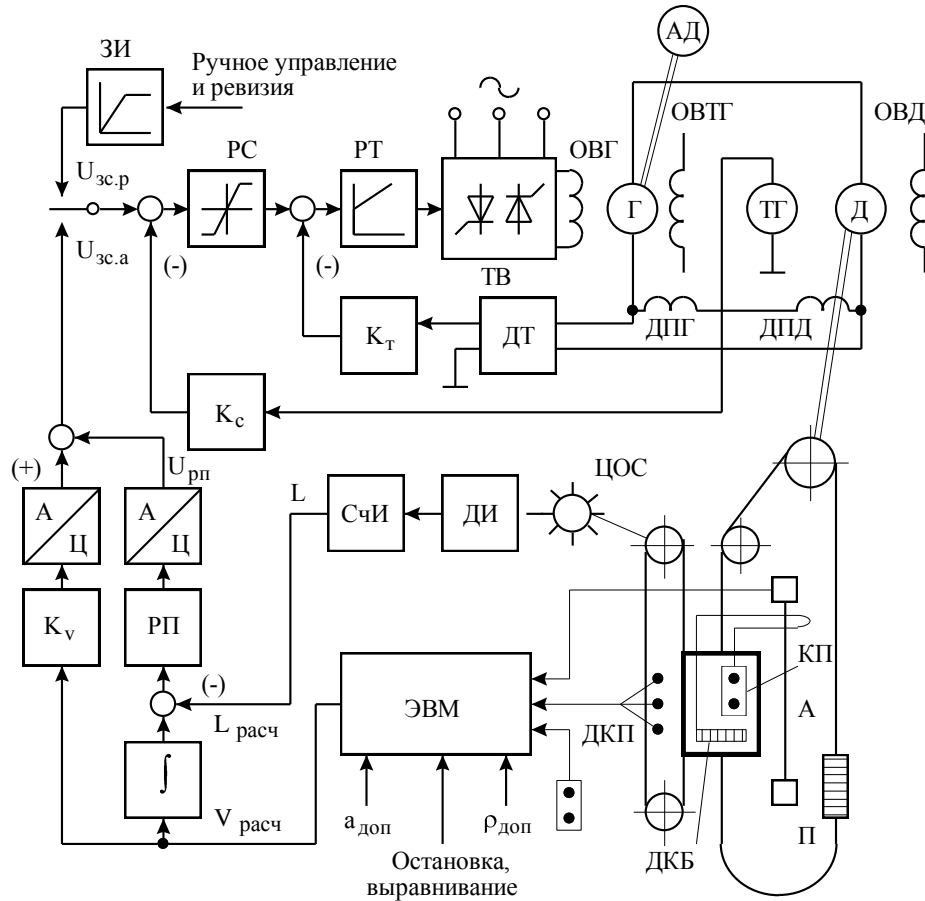 АД
ЗИ
Ручное управление
и ревизия
ОВТГ
ОВД
РС
РТ
ОВГ
U зс.р
Г
ТГ
Д
U зс.а
(-)
(-)
ТВ
ДПГ
ДПД
K т
ДТ
K с
(+)
U рп
ЦОС
L
А
Ц
А
Ц
СчИ
ДИ
K v
РП
КП
(-)
ЭВМ
А
L расч
ДКП
∫
V расч
a доп
ρ доп
П
Остановка,
выравнивание
ДКБ